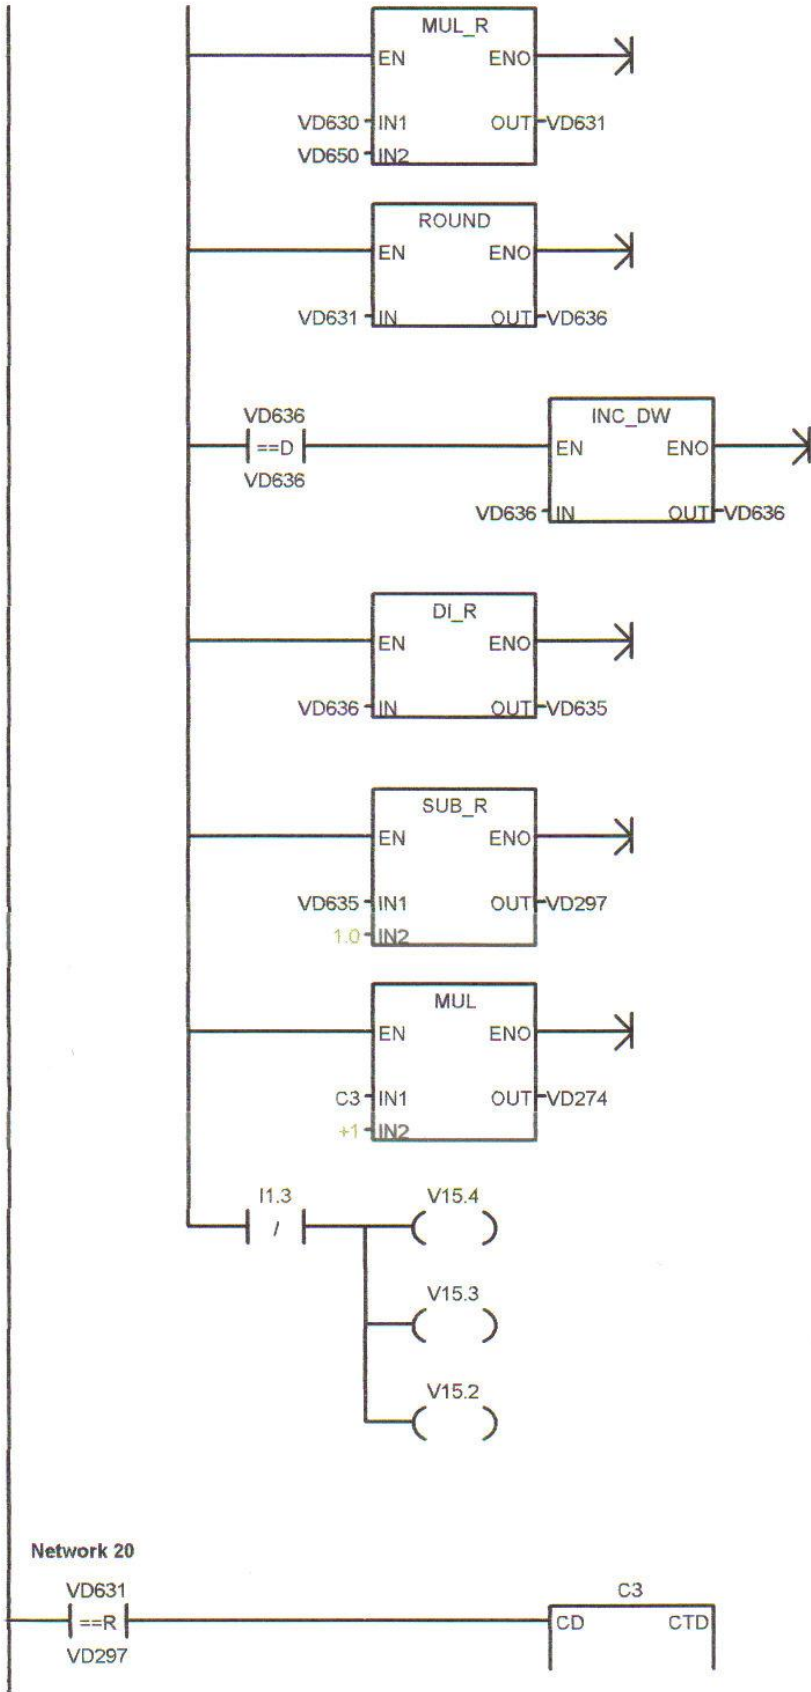 MUL_R
EN ENO
VD630 IN1 OUT VD631
VD650 IN2
ROUND
EN ENO
VD631 IN OUT VD636
VD636
==D
VD636
INC_DW
EN ENO
VD636 IN OUT VD636
DI_R
EN ENO
VD636 IN OUT VD635
SUB_R
EN ENO
VD635 IN1 OUT VD297
1.0 IN2
MUL
EN ENO
C3 IN1 OUT VD274
+1 IN2
I1.3 V15.4
/
V15.3
V15.2
Network 20
VD631 C3
==R CD CTD
VD297